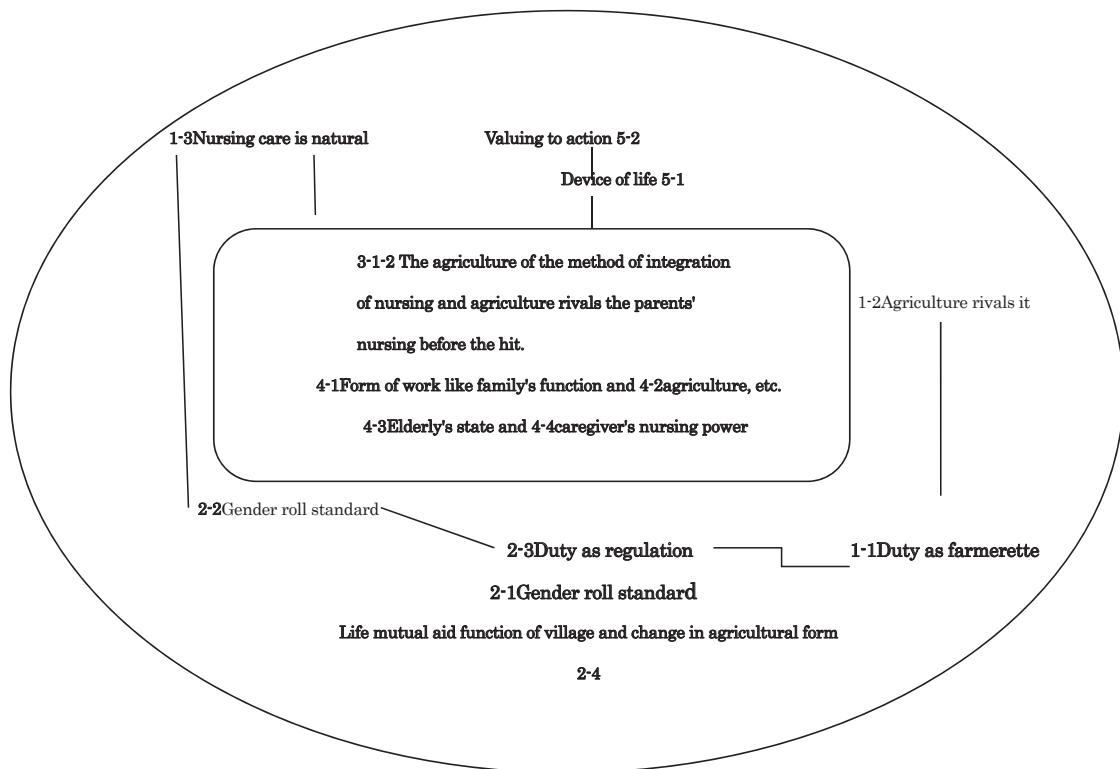 1-3Nursing care is natural
Valuing to action 5-2
Device of life 5-1
3-1-2 The agriculture of the method of integration
of nursing and agriculture rivals the parents'
nursing before the hit.
4-1Form of work like family's function and 4-2agriculture, etc.
4-3Elderly's state and 4-4caregiver's nursing power
1-2Agriculture rivals it
2-2Gender roll standard
2-3Duty as regulation
1-1Duty as farmerette
2-1Gender roll standard
Life mutual aid function of village and change in agricultural form
2-4